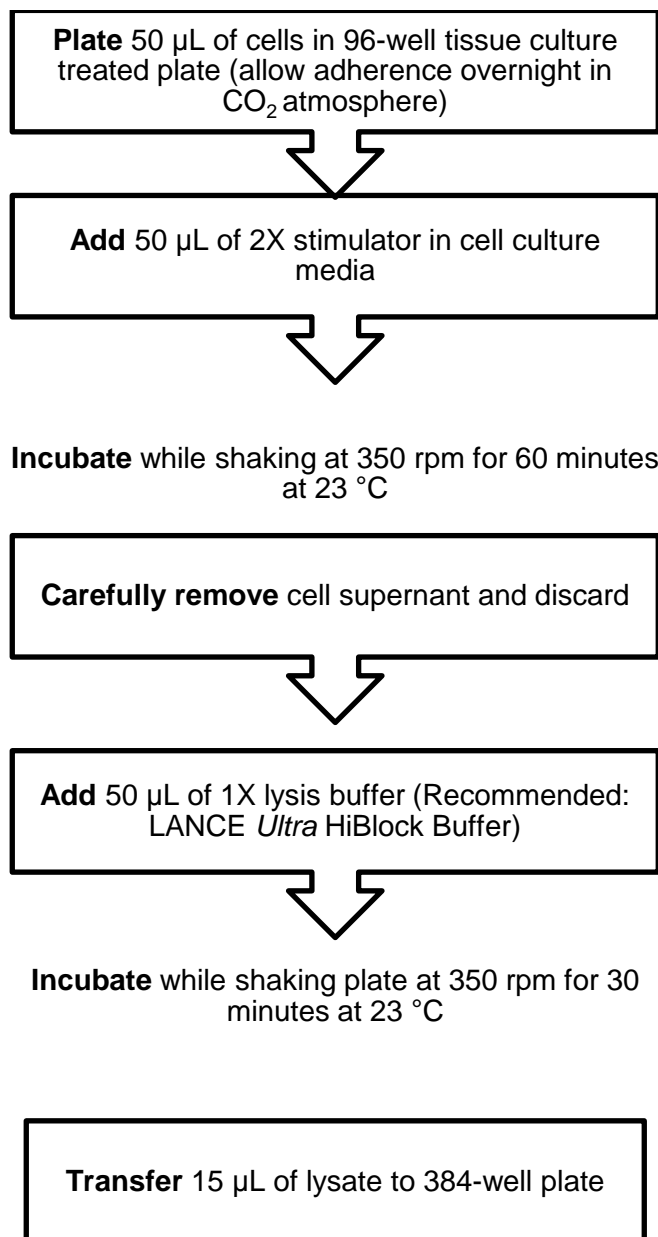 Plate 50 µL of cells in 96-well tissue culture
treated plate (allow adherence overnight in
CO₂ atmosphere)
Add 50 µL of 2X stimulator in cell culture
media
Incubate while shaking at 350 rpm for 60 minutes
at 23 °C
Carefully remove cell supernant and discard
Add 50 µL of 1X lysis buffer (Recommended:
LANCE Ultra HiBlock Buffer)
Incubate while shaking plate at 350 rpm for 30
minutes at 23 °C
Transfer 15 µL of lysate to 384-well plate